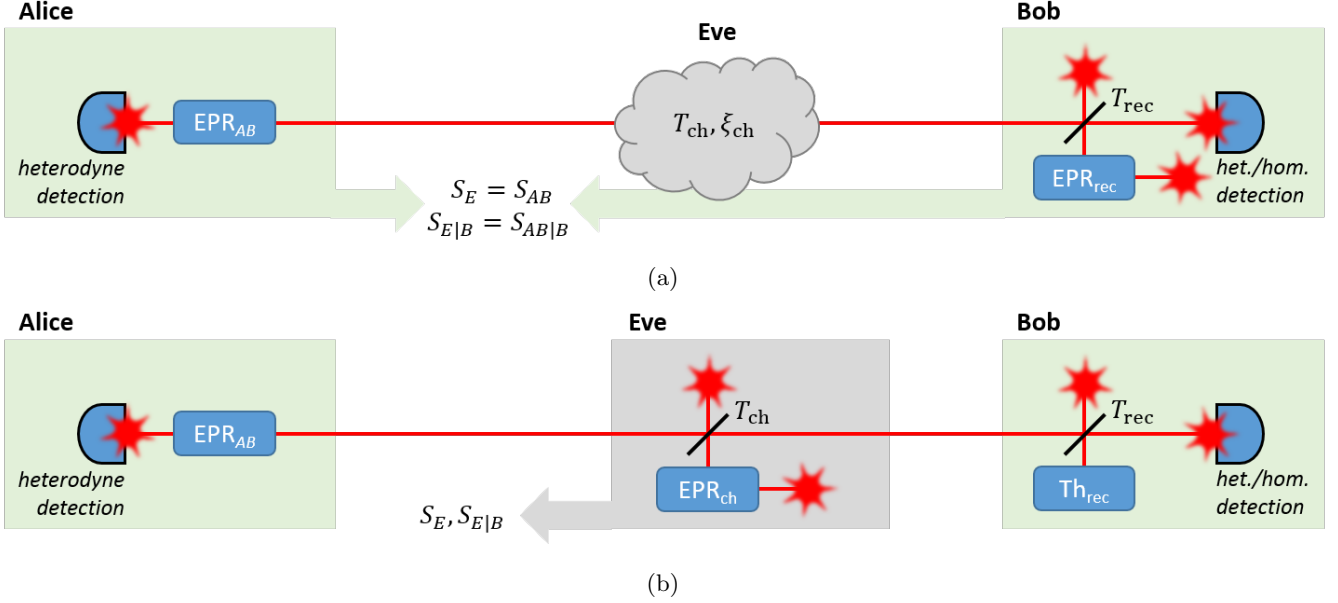 Alice
Eve
Bob
EPR_AB
T_ch, ξ_ch
T_rec
EPR_rec
heterodyne
detection
het./hom.
detection
S_E = S_AB
S_E|B = S_AB|B
(a)
Alice
Eve
Bob
EPR_AB
T_ch
T_rec
EPR_ch
Th_rec
heterodyne
detection
het./hom.
detection
S_E, S_E|B
(b)